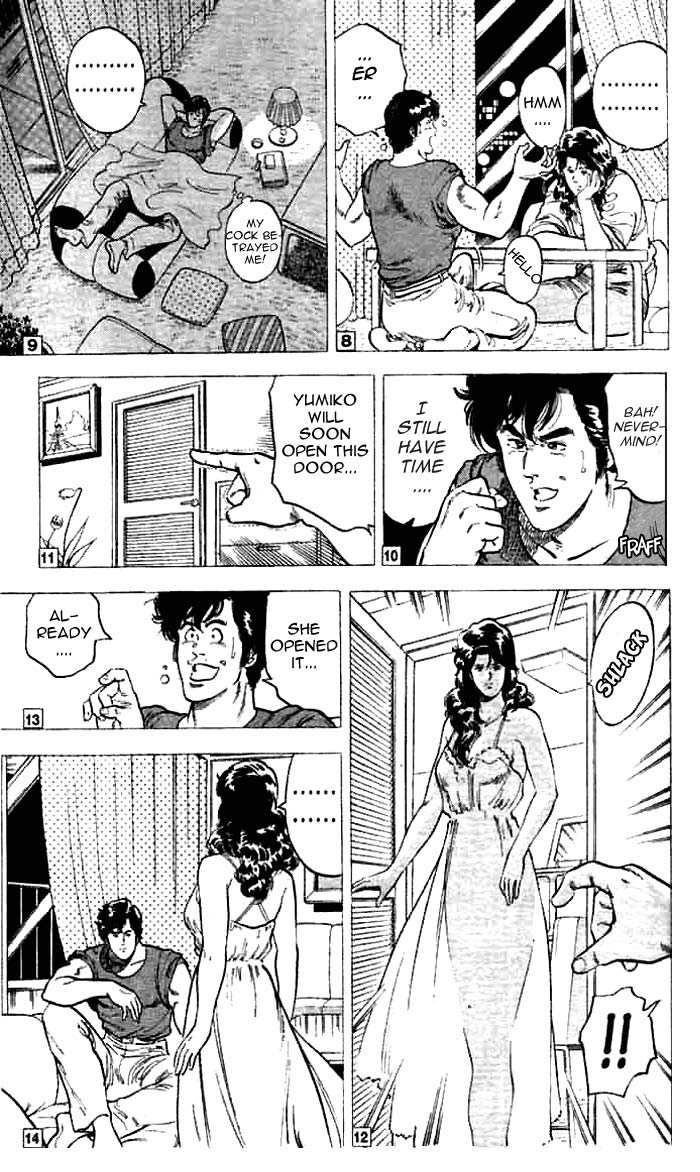 ...
ER
...
HMM
....
..........
..........
HELLO
8
..........
..........
MY
COCK BE-
TRAYED
ME!
9
BAH!
NEVER-
MIND!
I
STILL
HAVE
TIME
....
FRAFF
10
YUMIKO
WILL
SOON
OPEN THIS
DOOR...
11
SHLACK
!!
12
SHE
OPENED
IT...
AL-
READY
....
13
.......
.......
14